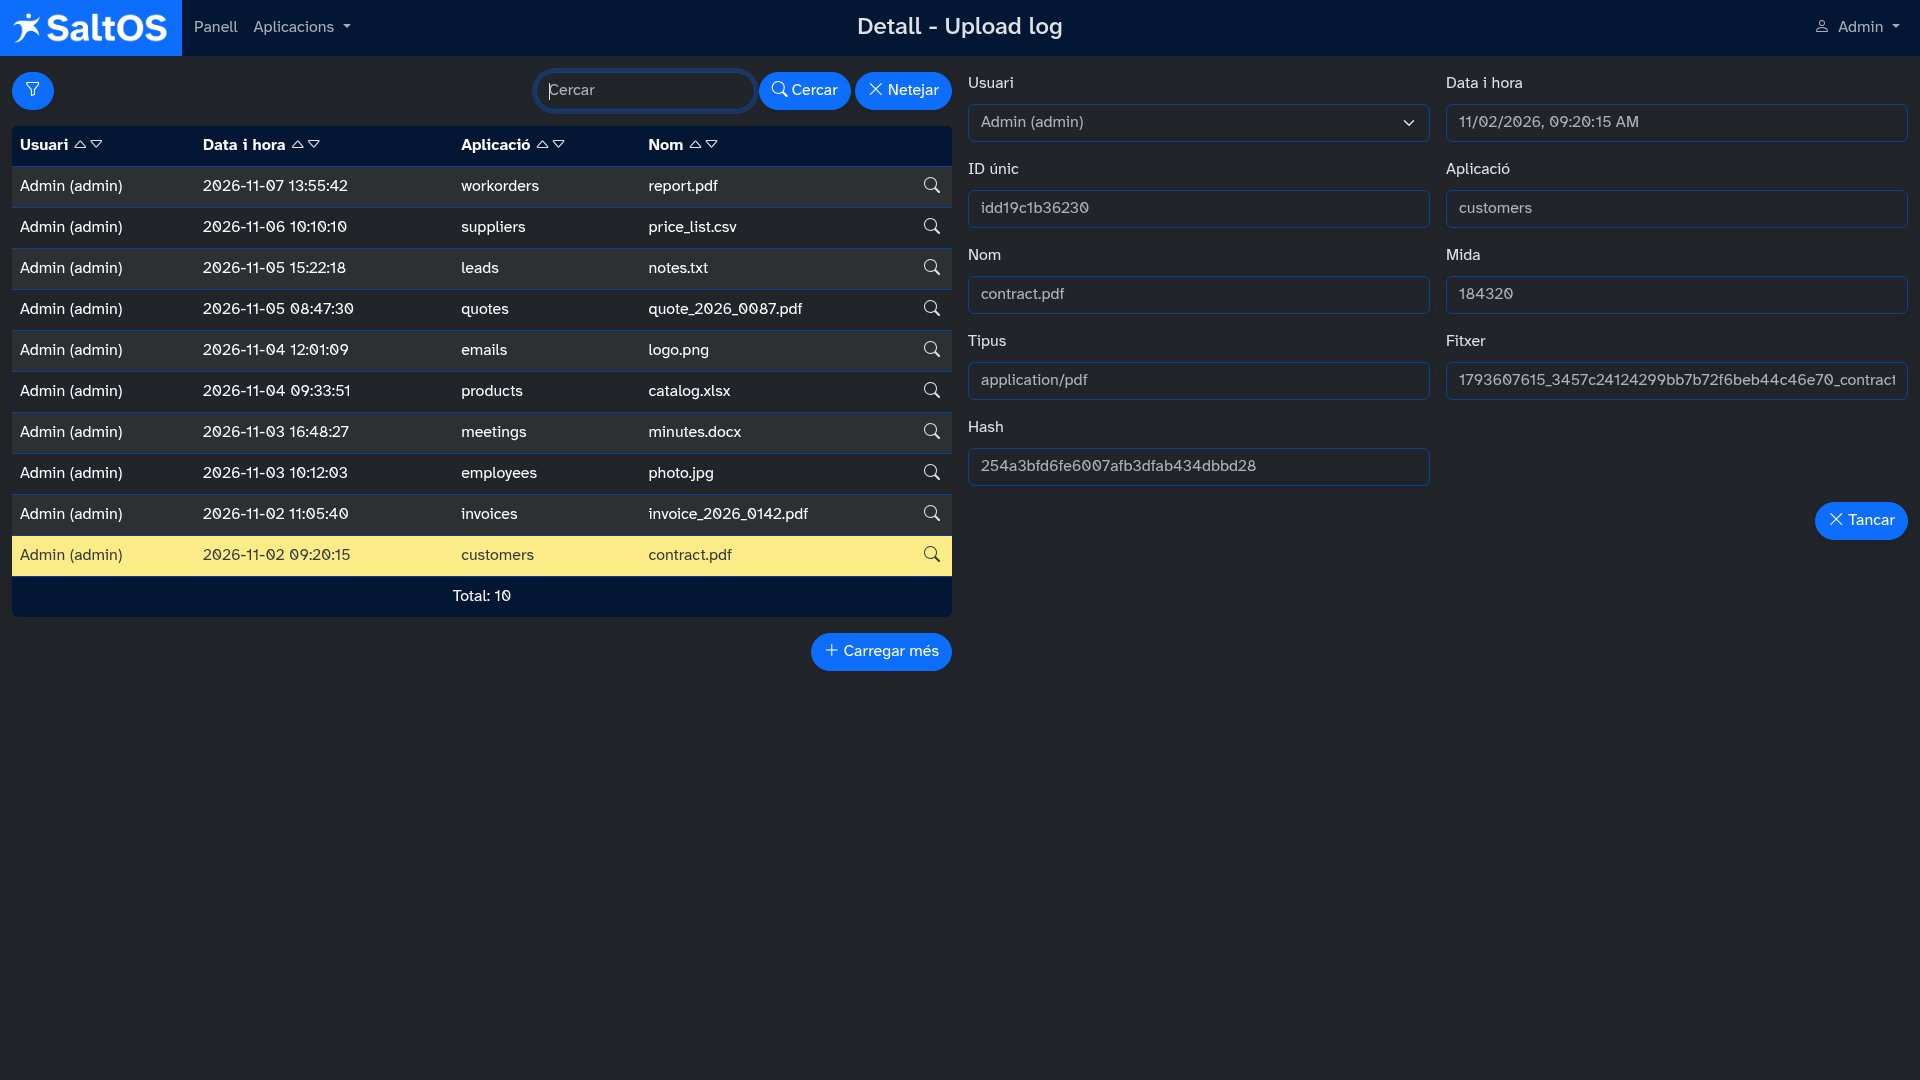 SaltOS
Panell
Aplicacions
Detall - Upload log
Admin
Cercar
Cercar
Netejar
Usuari
Data i hora
Aplicació
Nom
Admin (admin) 2026-11-07 13:55:42 workorders report.pdf
Admin (admin) 2026-11-06 10:10:10 suppliers price_list.csv
Admin (admin) 2026-11-05 15:22:18 leads notes.txt
Admin (admin) 2026-11-05 08:47:30 quotes quote_2026_0087.pdf
Admin (admin) 2026-11-04 12:01:09 emails logo.png
Admin (admin) 2026-11-04 09:33:51 products catalog.xlsx
Admin (admin) 2026-11-03 16:48:27 meetings minutes.docx
Admin (admin) 2026-11-03 10:12:03 employees photo.jpg
Admin (admin) 2026-11-02 11:05:40 invoices invoice_2026_0142.pdf
Admin (admin) 2026-11-02 09:20:15 customers contract.pdf
Total: 10
Carregar més
Usuari
Admin (admin)
Data i hora
11/02/2026, 09:20:15 AM
ID únic
idd19c1b36230
Aplicació
customers
Nom
contract.pdf
Mida
184320
Tipus
application/pdf
Fitxer
1793607615_3457c24124299bb7b72f6beb44c46e70_contract
Hash
254a3bfd6fe6007afb3dfab434dbbd28
Tancar